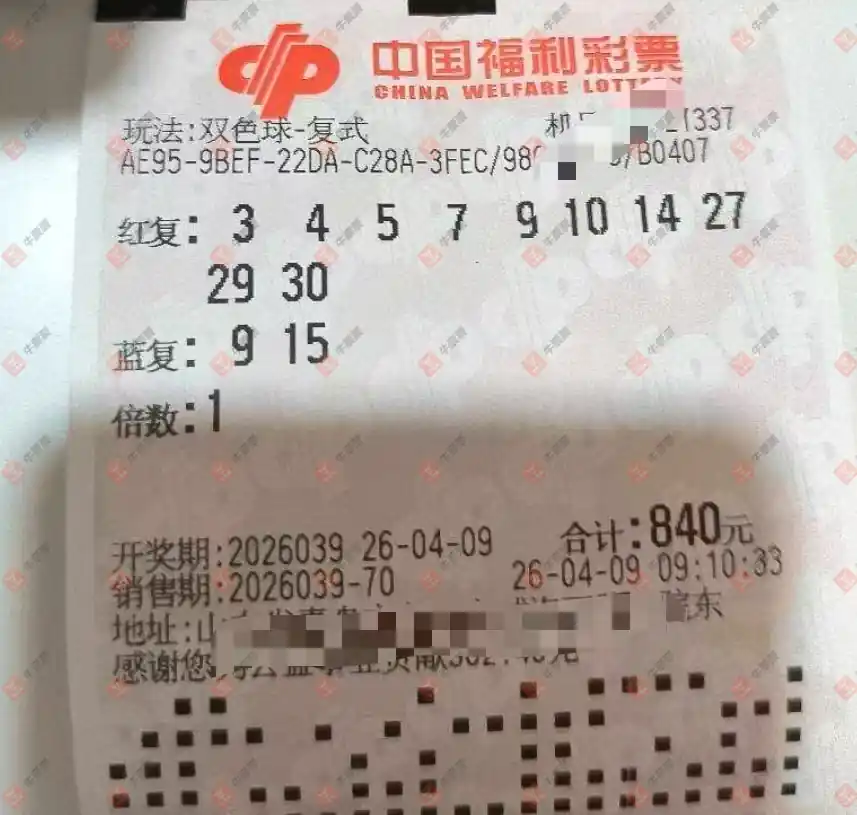 中国福利彩票
CHINA WELFARE LOTTERY
玩法:双色球-复式 1337
AE95-9BEF-22DA-C28A-3FEC/98 /B0407
红复: 3 4 5 7 9 10 14 27
29 30
蓝复: 9 15
倍数:1
合计:840元
开奖期:2026039 26-04-09
销售期:2026039-70 26-04-09 09:10:33
地址:山 院东
感谢您